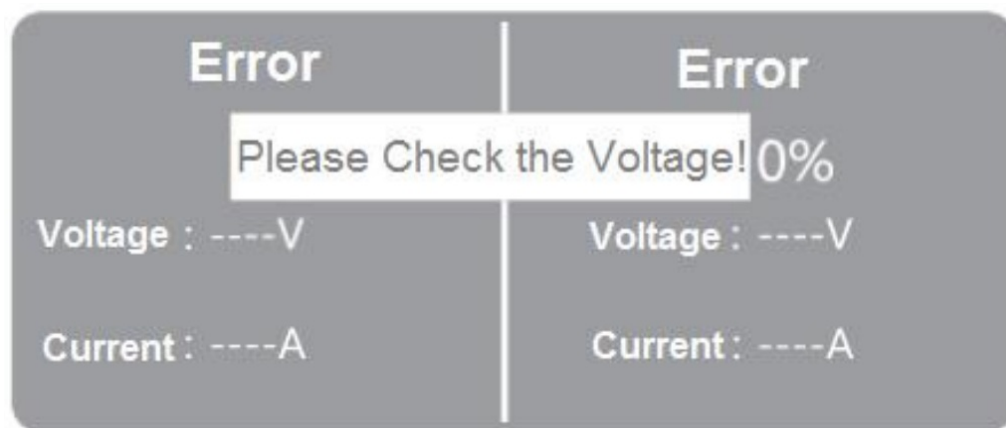 Error
Error
Please Check the Voltage!
0%
Voltage : ----V
Voltage : ----V
Current : ----A
Current : ----A